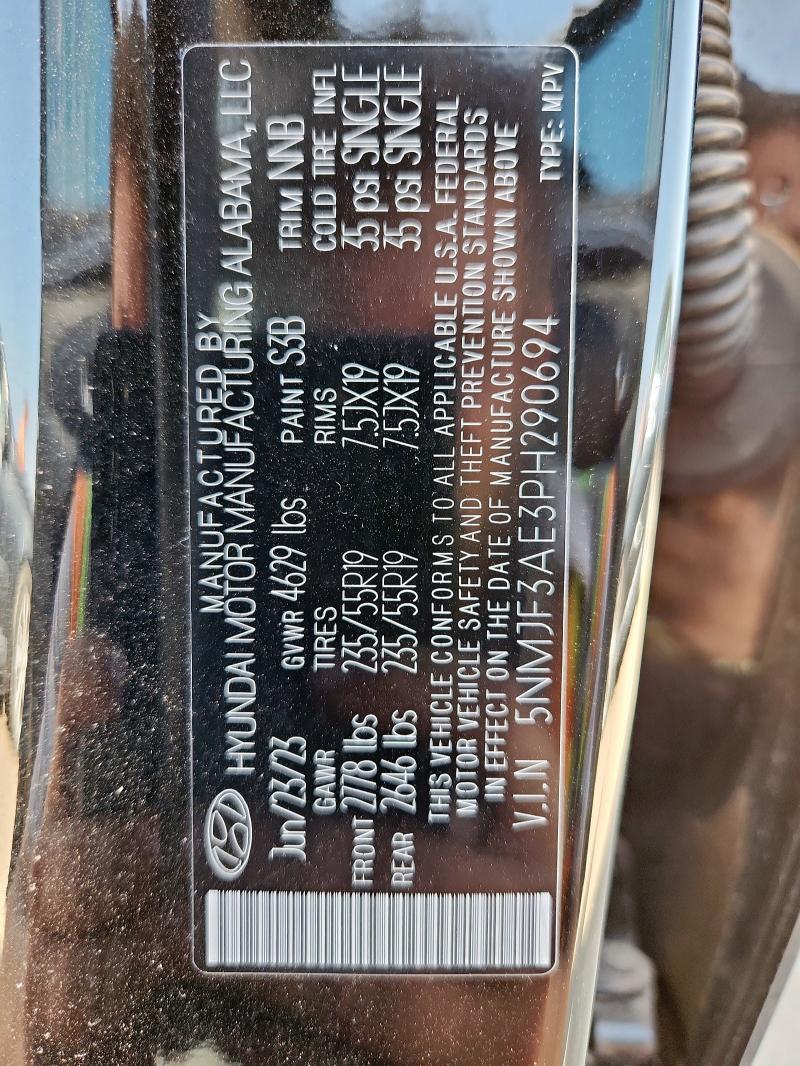 MANUFACTURED BY
HYUNDAI MOTOR MANUFACTURING ALABAMA, LLC
Jun/23/23 GVWR 4629 lbs PAINT S3B TRIM NNB
GAWR TIRES RIMS COLD TIRE INFL
FRONT 2778 lbs 235/55R19 7.5JX19 35 psi SINGLE
REAR 2646 lbs 235/55R19 7.5JX19 35 psi SINGLE
THIS VEHICLE CONFORMS TO ALL APPLICABLE U.S.A. FEDERAL
MOTOR VEHICLE SAFETY AND THEFT PREVENTION STANDARDS
IN EFFECT ON THE DATE OF MANUFACTURE SHOWN ABOVE
V.I.N 5NMJF3AE3PH290694 TYPE: MPV